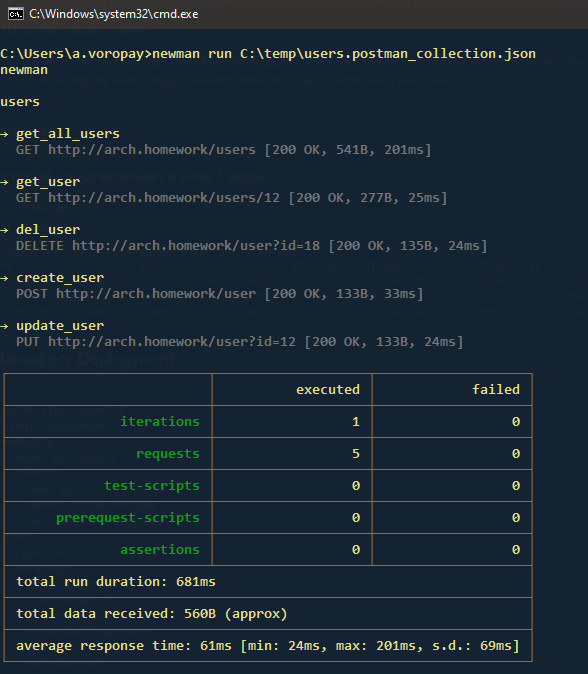 C:\Windows\system32\cmd.exe
C:\Users\a.voropay>newman run C:\temp\users.postman_collection.json
newman
users
→ get_all_users
GET http://arch.homework/users [200 OK, 541B, 201ms]
→ get_user
GET http://arch.homework/users/12 [200 OK, 277B, 25ms]
→ del_user
DELETE http://arch.homework/user?id=18 [200 OK, 135B, 24ms]
→ create_user
POST http://arch.homework/user [200 OK, 133B, 33ms]
→ update_user
PUT http://arch.homework/user?id=12 [200 OK, 133B, 24ms]
executed failed
iterations 1 0
requests 5 0
test-scripts 0 0
prerequest-scripts 0 0
assertions 0 0
total run duration: 681ms
total data received: 560B (approx)
average response time: 61ms [min: 24ms, max: 201ms, s.d.: 69ms]